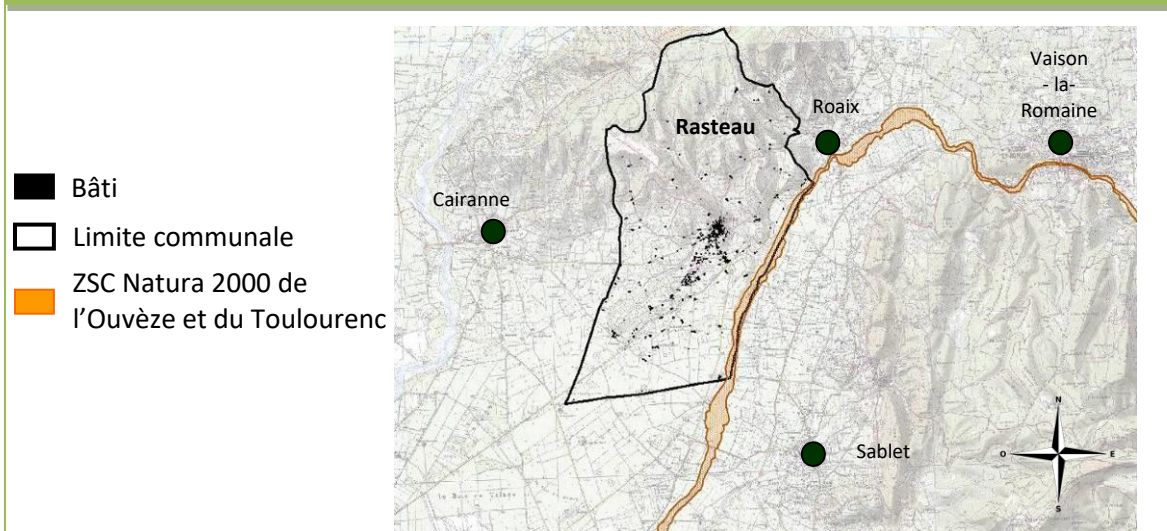 Bâti
Limite communale
ZSC Natura 2000 de
l'Ouvèze et du Toulourenc
Vaison
- la-
Romaine
Roaix
Rasteau
Cairanne
Sablet
N
O
E
S